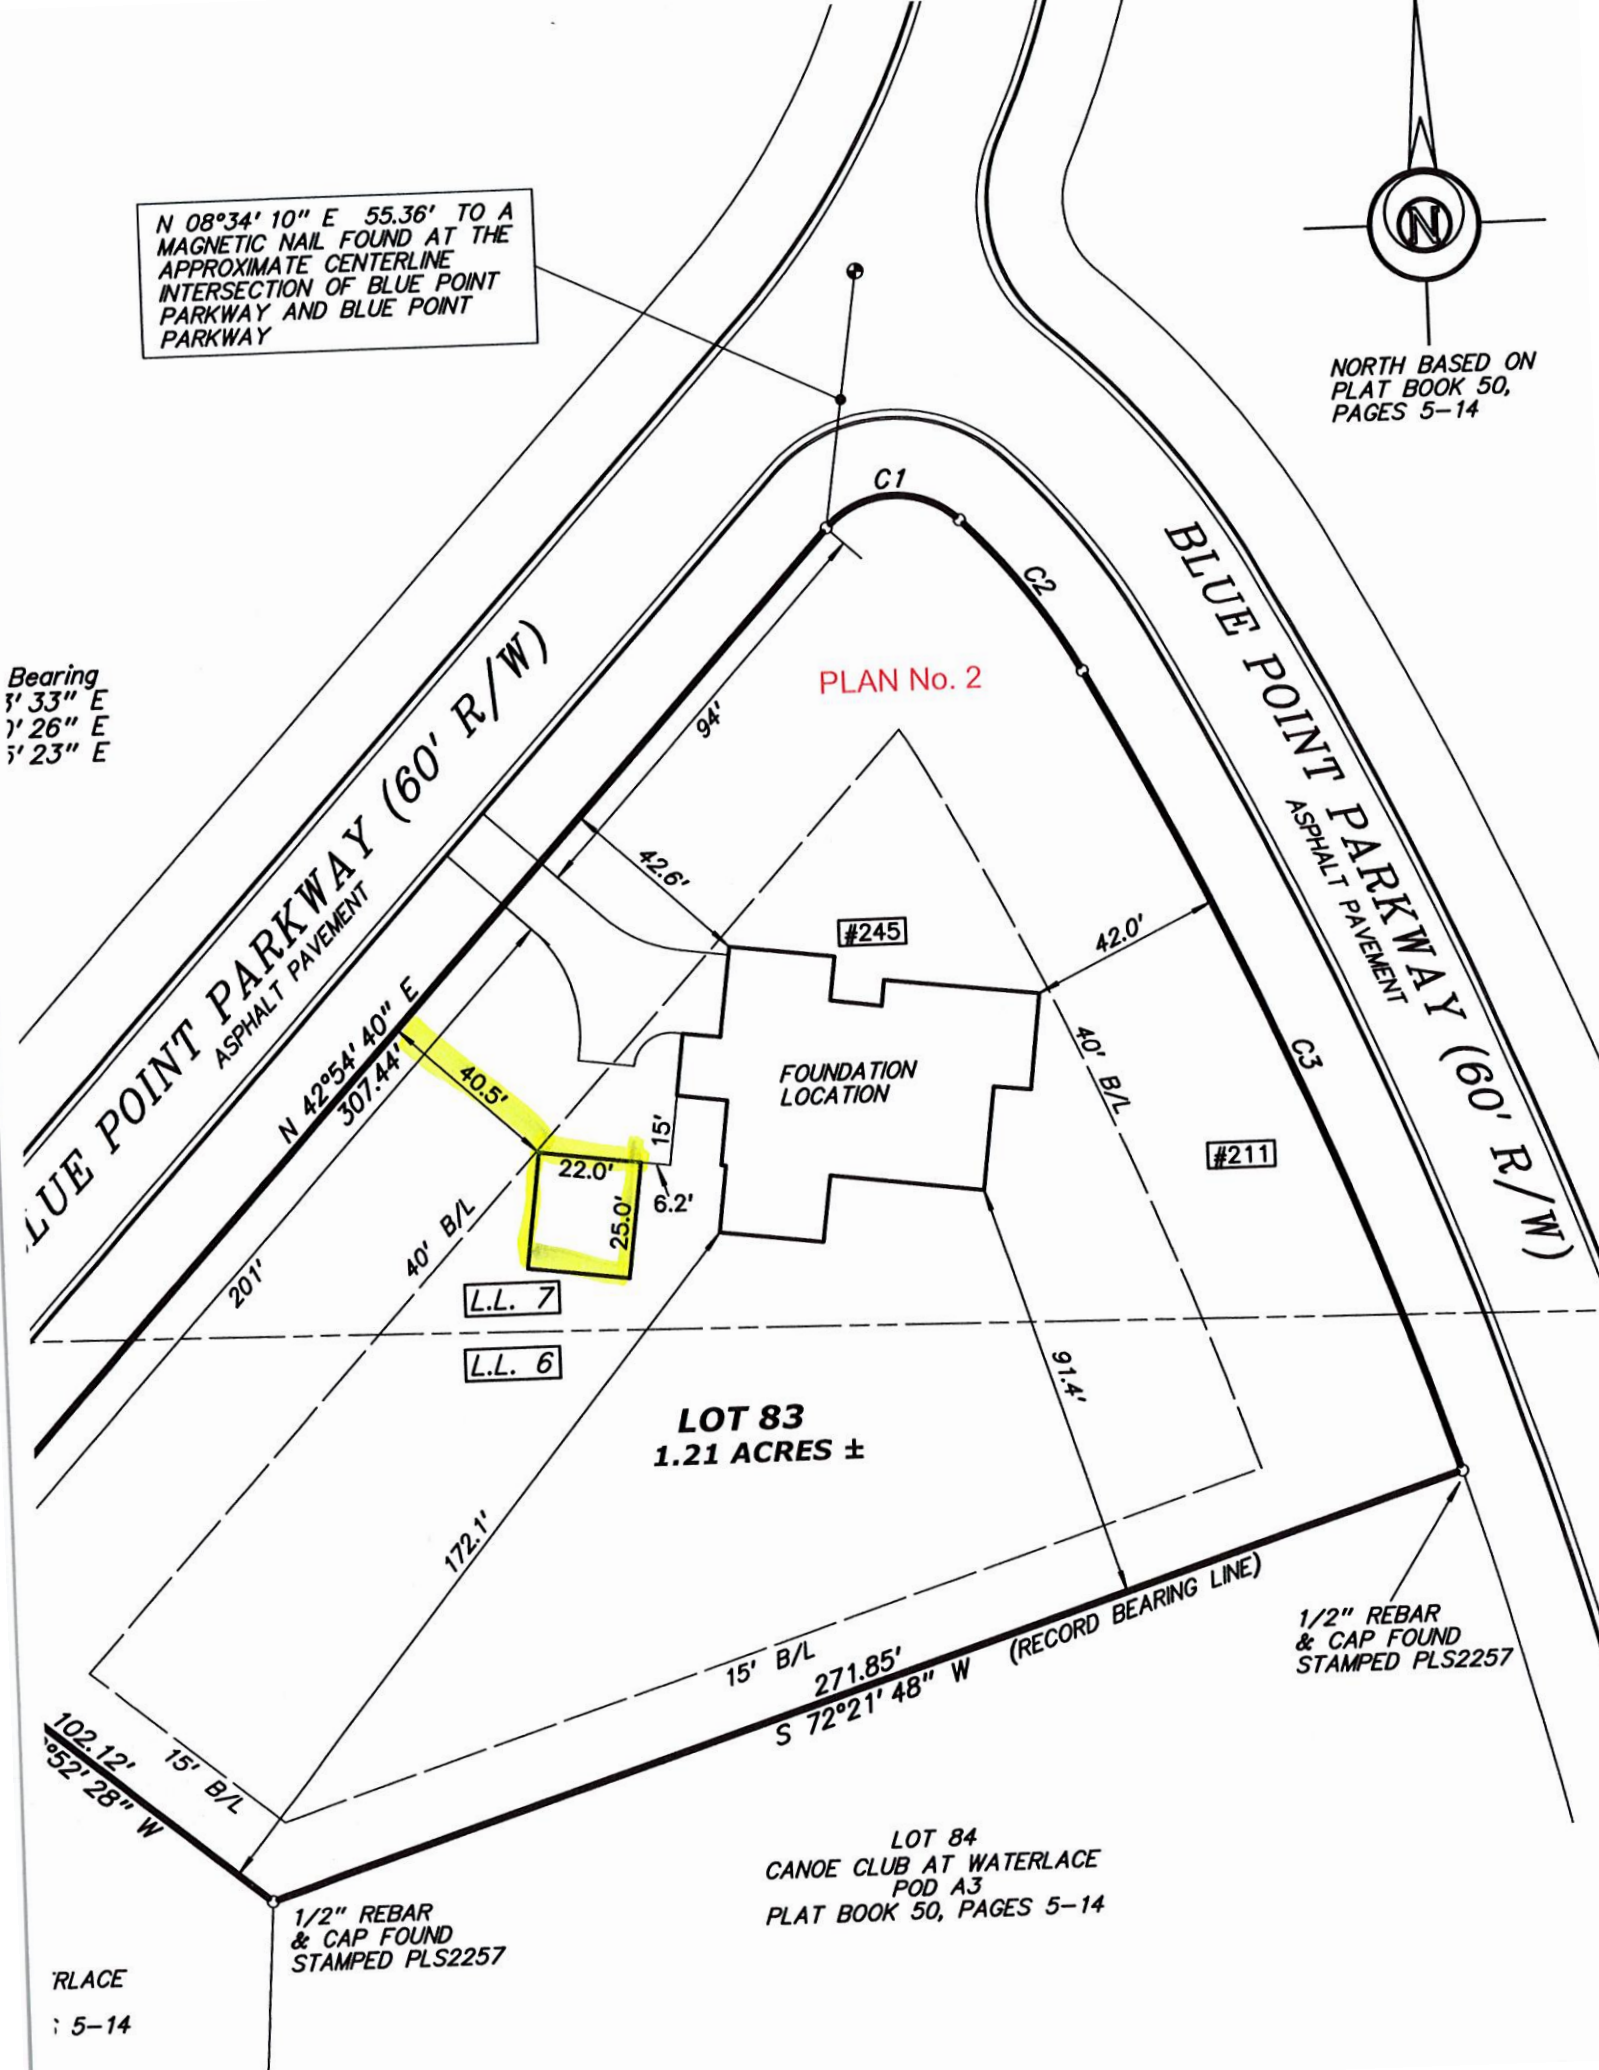 N 08°34' 10" E 55.36' TO A
MAGNETIC NAIL FOUND AT THE
APPROXIMATE CENTERLINE
INTERSECTION OF BLUE POINT
PARKWAY AND BLUE POINT
PARKWAY
N
NORTH BASED ON
PLAT BOOK 50,
PAGES 5-14
C1
C2
BLUE POINT PARKWAY (60' R/W)
ASPHALT PAVEMENT
PLAN No. 2
Bearing
3' 33" E
0' 26" E
5' 23" E
BLUE POINT PARKWAY (60' R/W)
ASPHALT PAVEMENT
94'
42.6'
#245
42.0'
N 42°54' 40" E
307.44'
40.5'
FOUNDATION
LOCATION
40' B/L
C3
15'
#211
22.0'
6.2'
25.0'
40' B/L
201'
L.L. 7
L.L. 6
91.4'
LOT 83
1.21 ACRES ±
172.1'
(RECORD BEARING LINE)
15' B/L
271.85'
S 72°21' 48" W
1/2" REBAR
& CAP FOUND
STAMPED PLS2257
102.12'
°52' 28" W
15' B/L
LOT 84
CANOE CLUB AT WATERLACE
POD A3
PLAT BOOK 50, PAGES 5-14
1/2" REBAR
& CAP FOUND
STAMPED PLS2257
RLACE
5-14